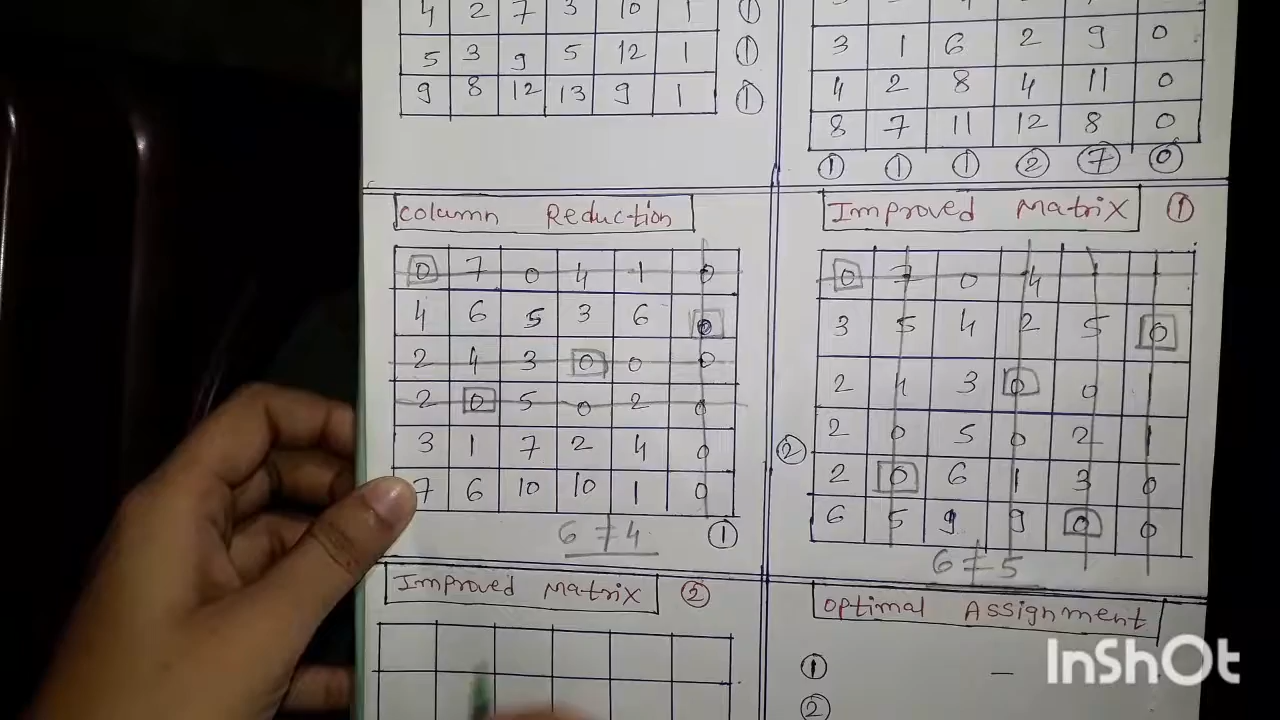 4 2 7 3 10 1 ①
5 3 9 5 12 1 ①
9 8 12 13 9 1 ①
3 1 6 2 9 0
4 2 8 4 11 0
8 7 11 12 8 0
① ① ① ② ⑦ ⓪
Column Reduction
0 7 0 4 1 0
4 6 5 3 6 0
2 4 3 0 0 0
2 0 5 0 2 0
3 1 7 2 4 0
7 6 10 10 1 0
6 ≠ 4 ①
Improved Matrix ①
0 7 0 4 1 1
3 5 4 2 5 0
2 4 3 0 0 1
2 0 5 0 2 1
② 2 0 6 1 3 0
6 5 9 9 0 0
6 ≠ 5
Improved Matrix ②
Optimal Assignment
① —
②
InShOt